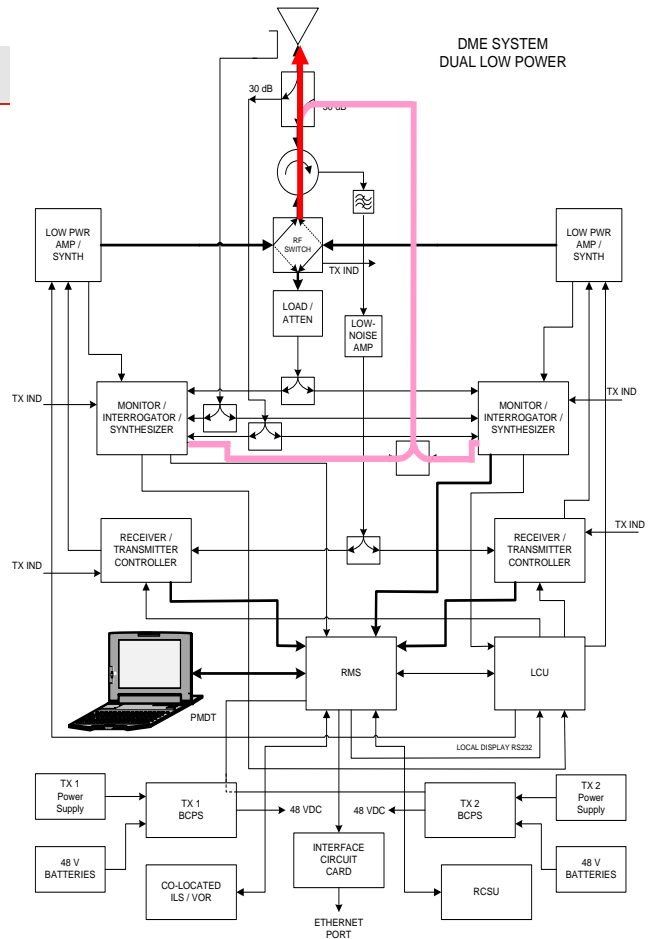 DME SYSTEM
DUAL LOW POWER
30 dB
30 dB
LOW PWR
AMP /
SYNTH
RF
SWITCH
TX IND
LOW PWR
AMP /
SYNTH
LOAD /
ATTEN
LOW-
NOISE
AMP
TX IND
MONITOR /
INTERROGATOR /
SYNTHESIZER
MONITOR /
INTERROGATOR /
SYNTHESIZER
TX IND
RECEIVER /
TRANSMITTER
CONTROLLER
RECEIVER /
TRANSMITTER
CONTROLLER
TX IND
TX IND
RMS
LCU
PMDT
LOCAL DISPLAY RS232
TX 1
Power
Supply
TX 1
BCPS
48 VDC
48 VDC
TX 2
BCPS
TX 2
Power
Supply
48 V
BATTERIES
INTERFACE
CIRCUIT
CARD
48 V
BATTERIES
CO-LOCATED
ILS / VOR
RCSU
ETHERNET
PORT